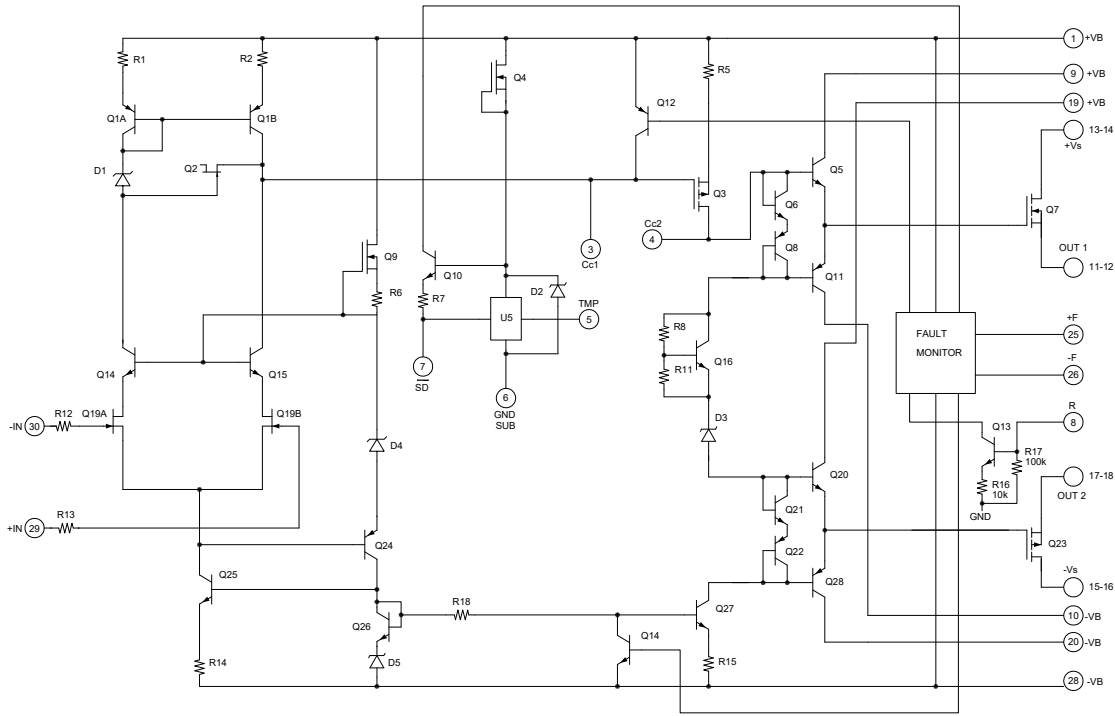 R1
R2
Q4
R5
Q12
1 +VB
9 +VB
19 +VB
13-14
+Vs
Q1A
Q1B
D1
Q2
Q3
Q5
Q6
Q7
Q8
Cc2
4
3
Cc1
OUT 1
11-12
Q9
Q10
Q11
R6
R7
D2
U5
TMP
5
7
SD
6
GND
SUB
R8
R11
Q16
FAULT
MONITOR
+F
25
-F
26
R
8
Q14
Q15
-IN 30
R12
Q19A
Q19B
D4
D3
Q13
R17
100k
R16
10k
GND
17-18
OUT 2
+IN 29
R13
Q20
Q21
Q22
Q23
Q24
Q25
Q26
Q27
Q28
-Vs
15-16
R18
Q14
R14
D5
R15
10 -VB
20 -VB
28 -VB